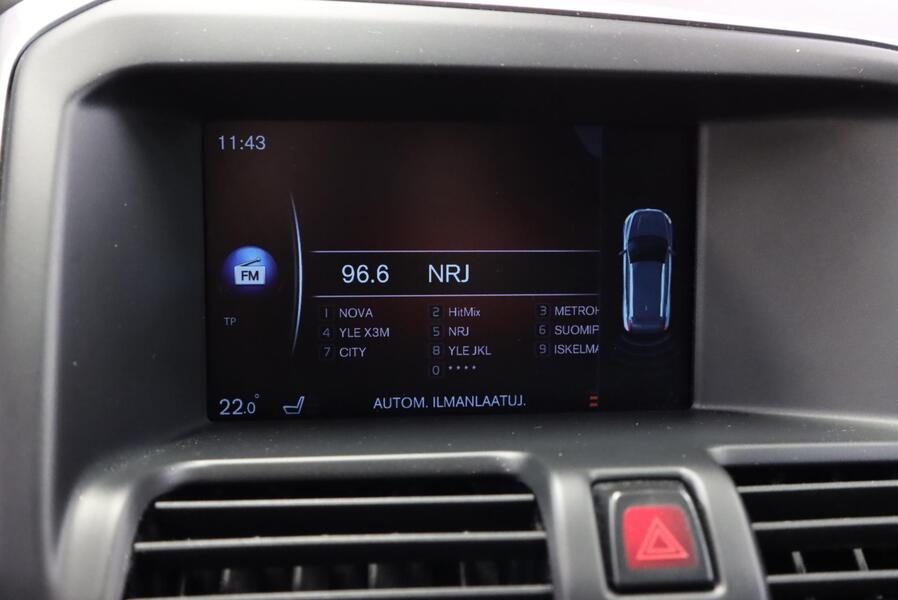 11:43
FM
96.6 NRJ
TP
1 NOVA 2 HitMix 3 METROH
4 YLE X3M 5 NRJ 6 SUOMIP
7 CITY 8 YLE JKL 9 ISKELMA
0 ****
22.0° AUTOM. ILMANLAATUJ.